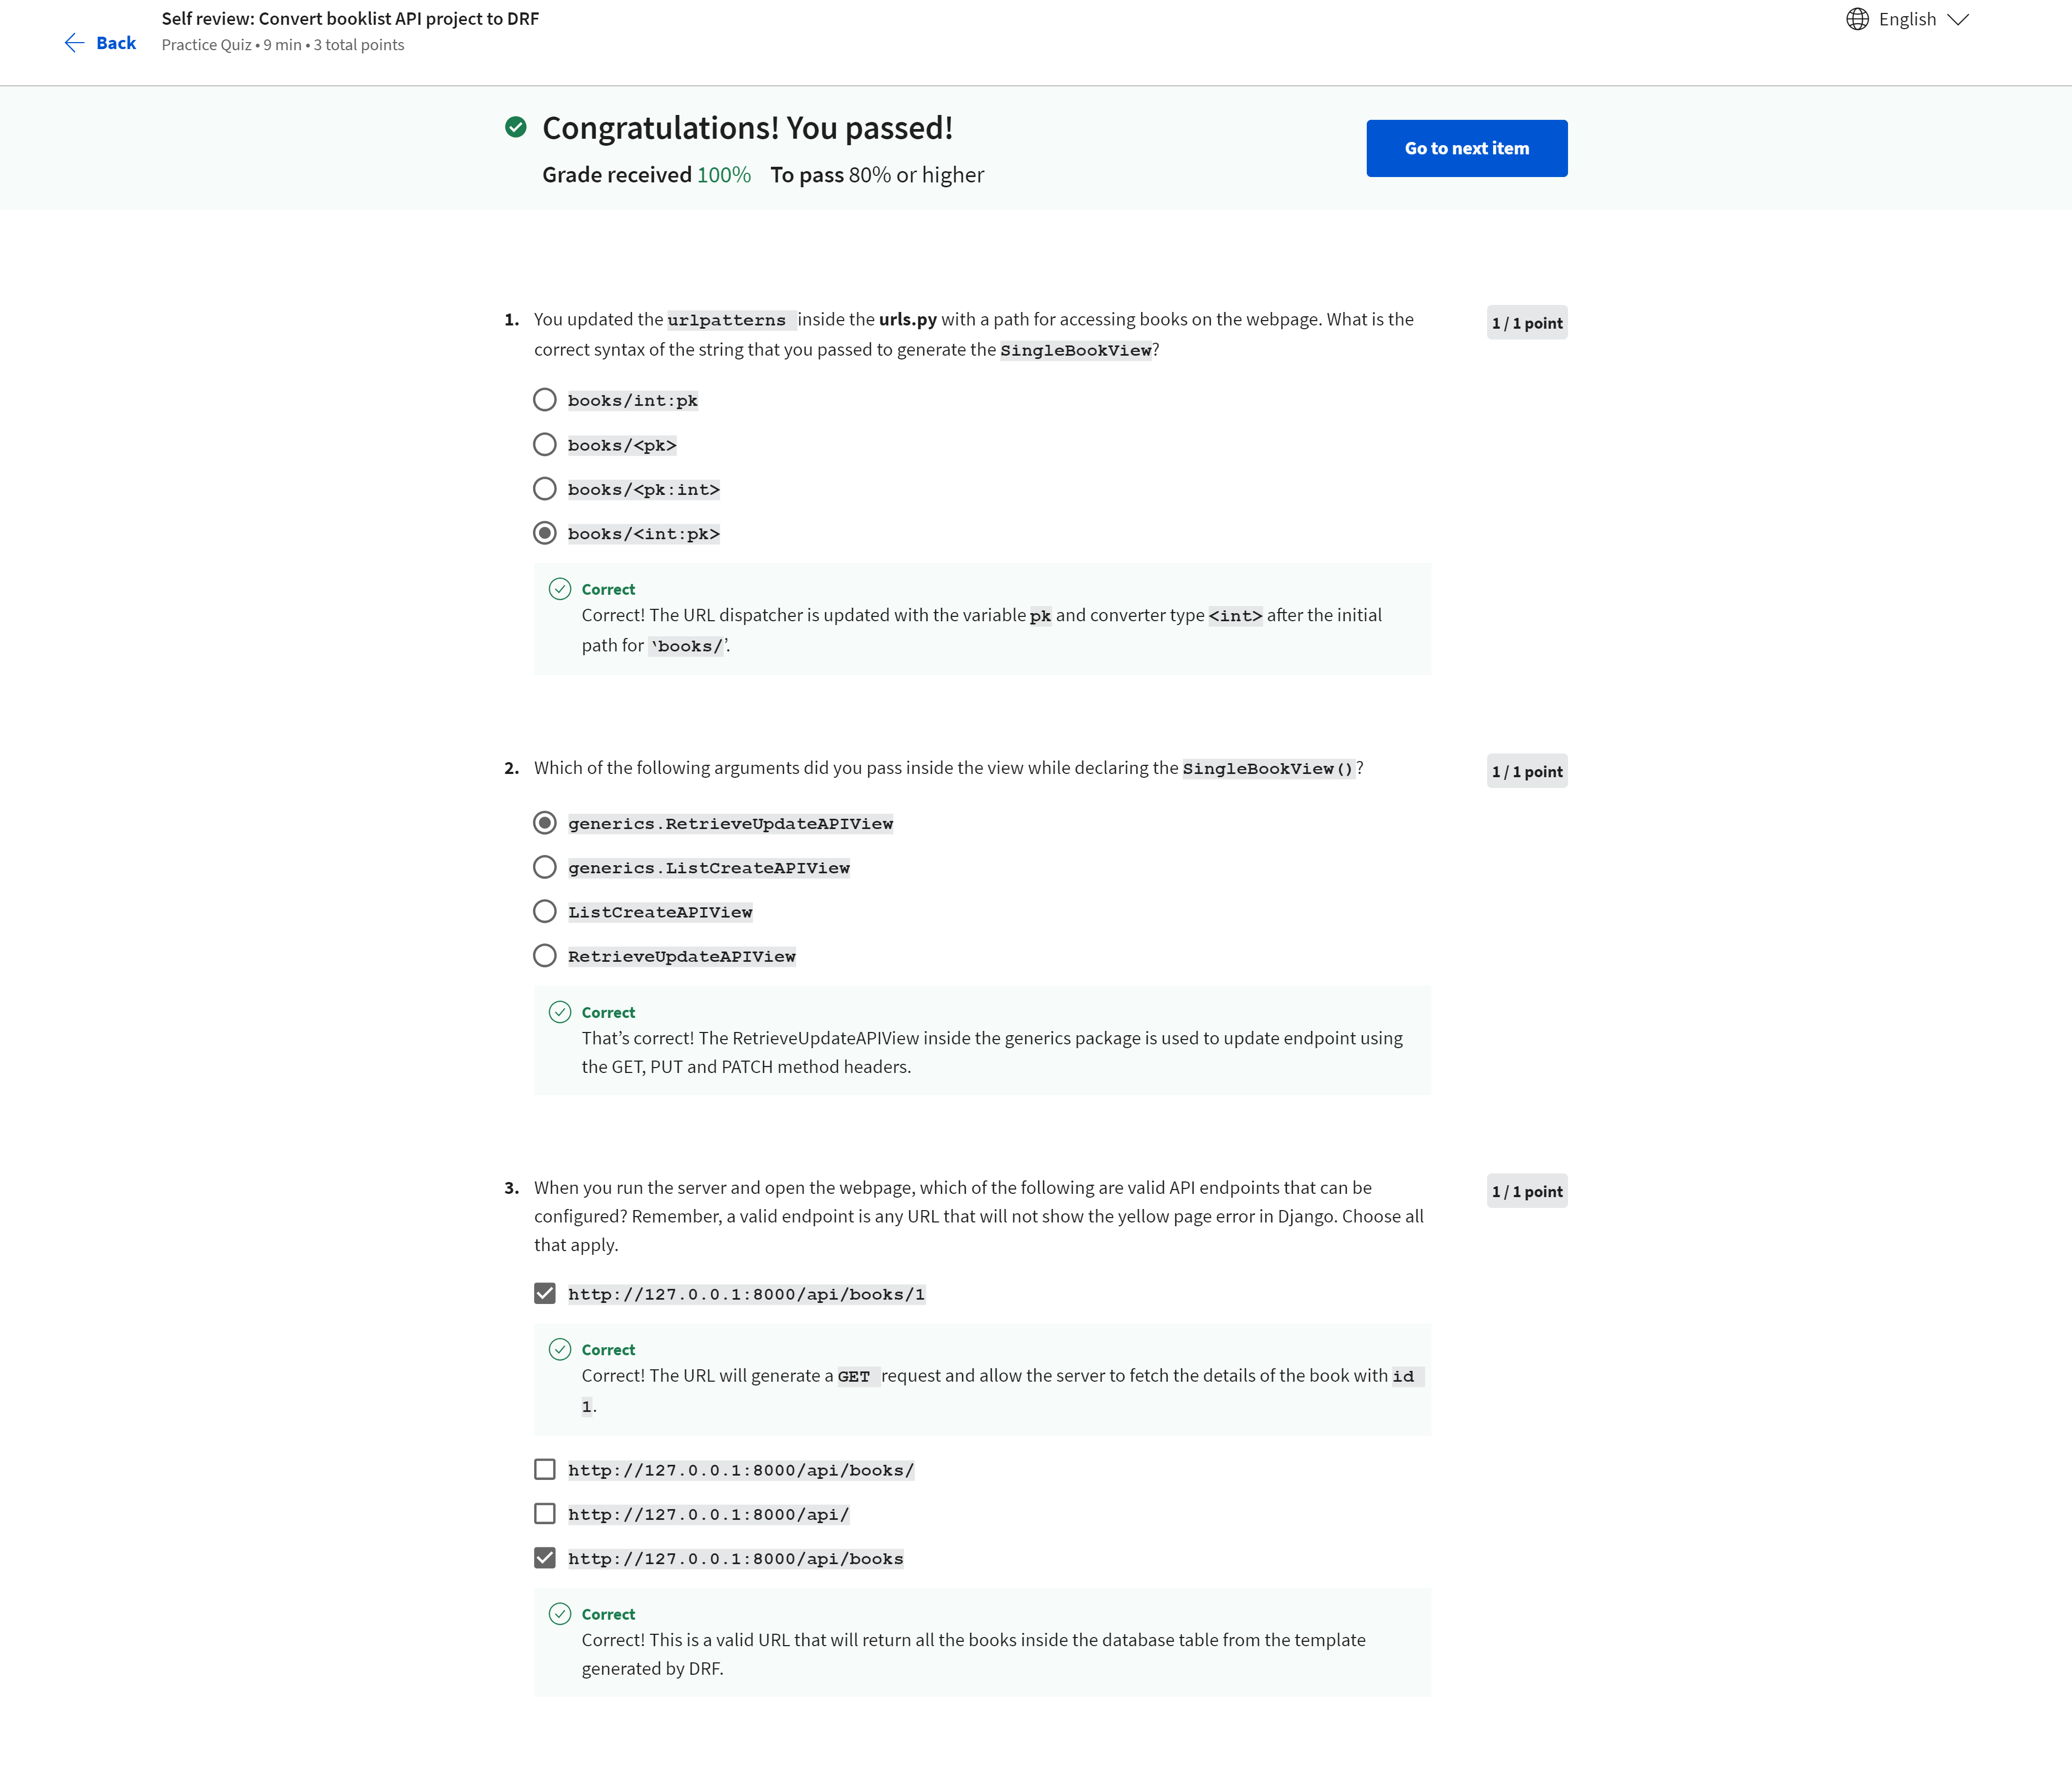 Self review: Convert booklist API project to DRF
Back
Practice Quiz • 9 min • 3 total points
English
Congratulations! You passed!
Grade received 100% To pass 80% or higher
Go to next item
1. You updated the urlpatterns inside the urls.py with a path for accessing books on the webpage. What is the
correct syntax of the string that you passed to generate the SingleBookView?
1 / 1 point
books/int:pk
books/<pk>
books/<pk:int>
books/<int:pk>
Correct
Correct! The URL dispatcher is updated with the variable pk and converter type <int> after the initial
path for ‘books/’.
2. Which of the following arguments did you pass inside the view while declaring the SingleBookView()?
1 / 1 point
generics.RetrieveUpdateAPIView
generics.ListCreateAPIView
ListCreateAPIView
RetrieveUpdateAPIView
Correct
That’s correct! The RetrieveUpdateAPIView inside the generics package is used to update endpoint using
the GET, PUT and PATCH method headers.
3. When you run the server and open the webpage, which of the following are valid API endpoints that can be
configured? Remember, a valid endpoint is any URL that will not show the yellow page error in Django. Choose all
that apply.
1 / 1 point
http://127.0.0.1:8000/api/books/1
Correct
Correct! The URL will generate a GET request and allow the server to fetch the details of the book with id
1.
http://127.0.0.1:8000/api/books/
http://127.0.0.1:8000/api/
http://127.0.0.1:8000/api/books
Correct
Correct! This is a valid URL that will return all the books inside the database table from the template
generated by DRF.